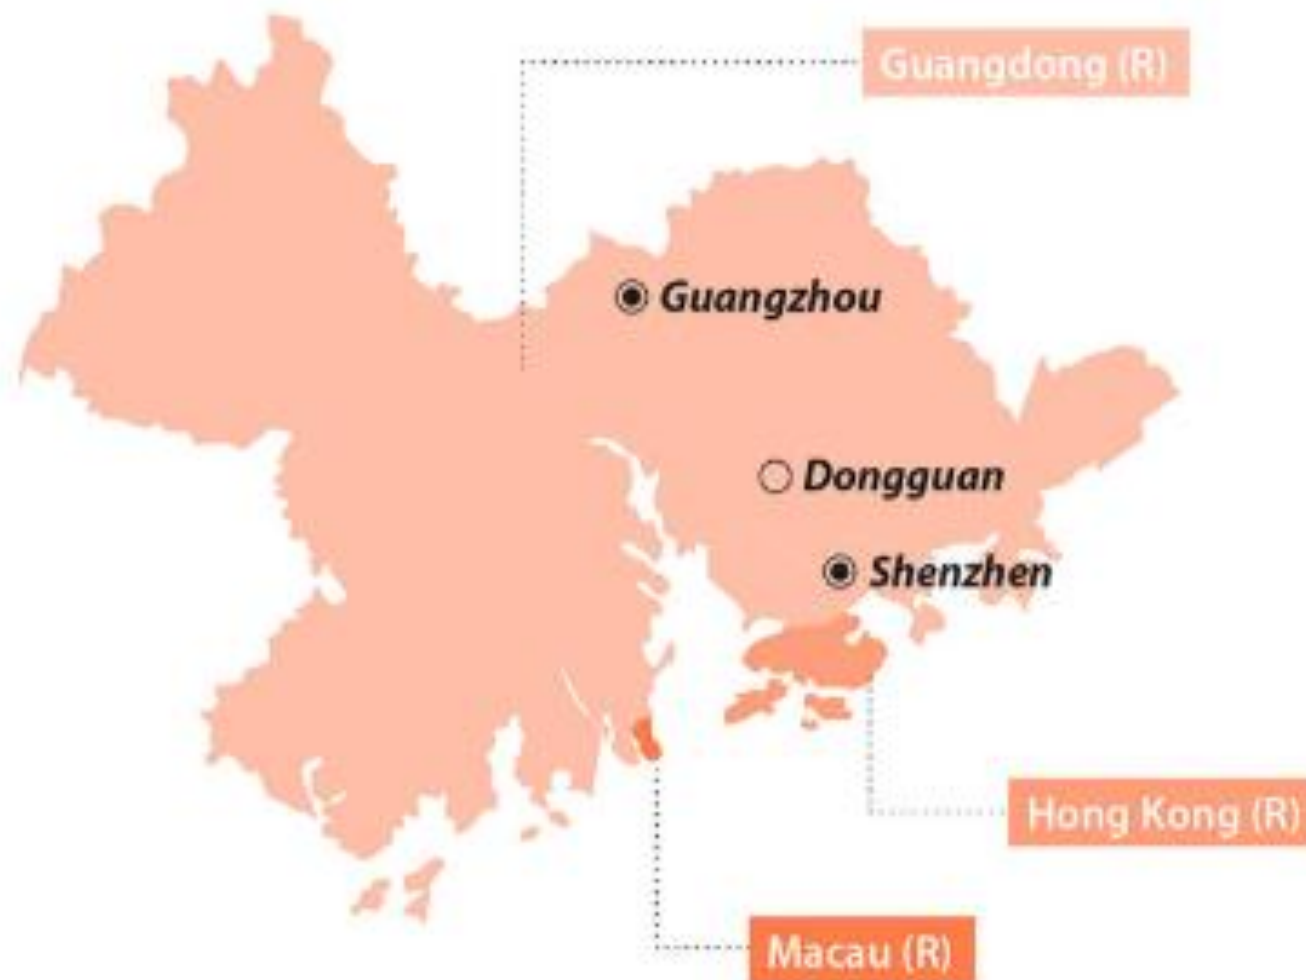 Guangdong (R)
Guangzhou
Dongguan
Shenzhen
Hong Kong (R)
Macau (R)